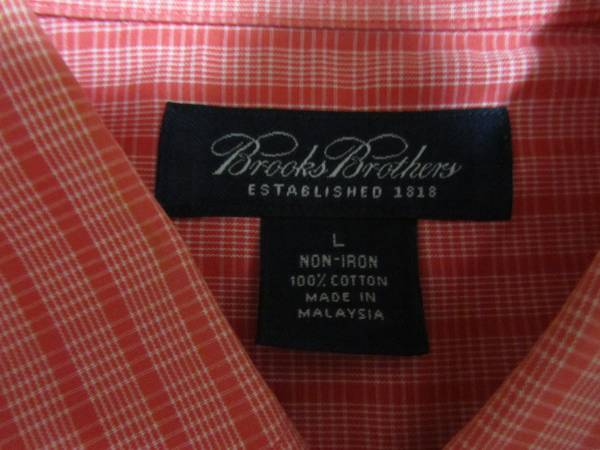 Brooks Brothers
ESTABLISHED 1818
L
NON-IRON
100% COTTON
MADE IN
MALAYSIA